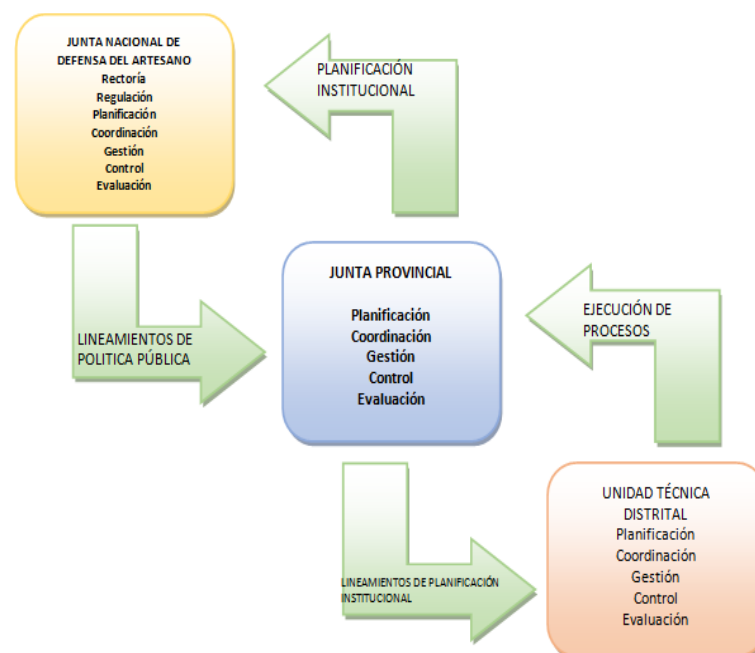 JUNTA NACIONAL DE
DEFENSA DEL ARTESANO
Rectoría
Regulación
Planificación
Coordinación
Gestión
Control
Evaluación
PLANIFICACIÓN
INSTITUCIONAL
LINEAMIENTOS DE
POLITICA PÚBLICA
JUNTA PROVINCIAL
Planificación
Coordinación
Gestión
Control
Evaluación
EJECUCIÓN DE
PROCESOS
LINEAMIENTOS DE PLANIFICACIÓN
INSTITUCIONAL
UNIDAD TÉCNICA
DISTRITAL
Planificación
Coordinación
Gestión
Control
Evaluación